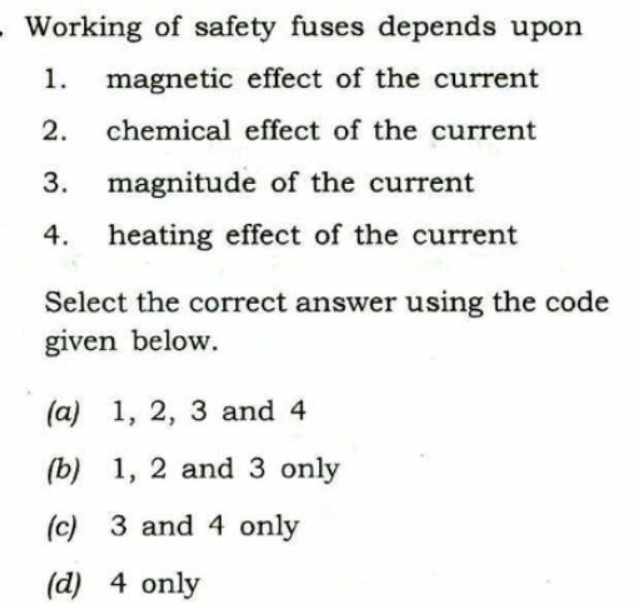 . Working of safety fuses depends upon
1. magnetic effect of the current
2. chemical effect of the current
3. magnitude of the current
4. heating effect of the current
Select the correct answer using the code
given below.
(a) 1, 2, 3 and 4
(b) 1, 2 and 3 only
(c) 3 and 4 only
(d) 4 only